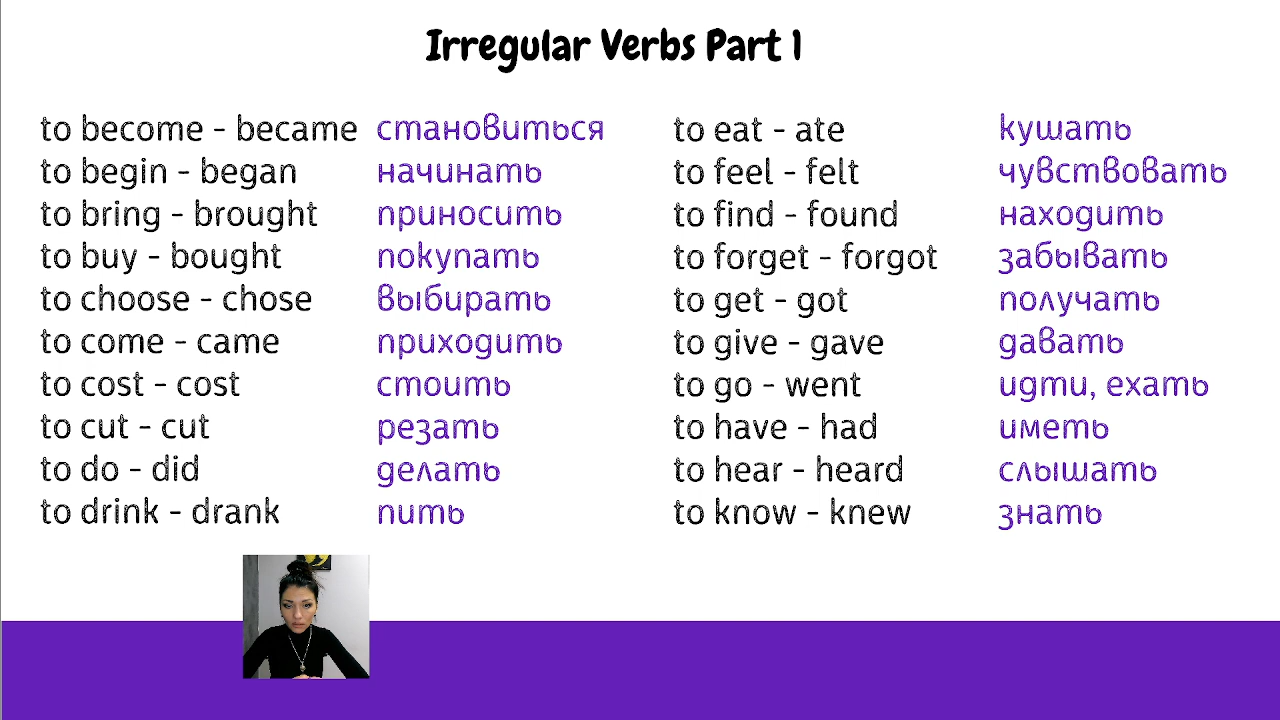 Irregular Verbs Part 1
to become - became становиться
to begin - began начинать
to bring - brought приносить
to buy - bought покупать
to choose - chose выбирать
to come - came приходить
to cost - cost стоить
to cut - cut резать
to do - did делать
to drink - drank пить
to eat - ate кушать
to feel - felt чувствовать
to find - found находить
to forget - forgot забывать
to get - got получать
to give - gave давать
to go - went идти, ехать
to have - had иметь
to hear - heard слышать
to know - knew знать